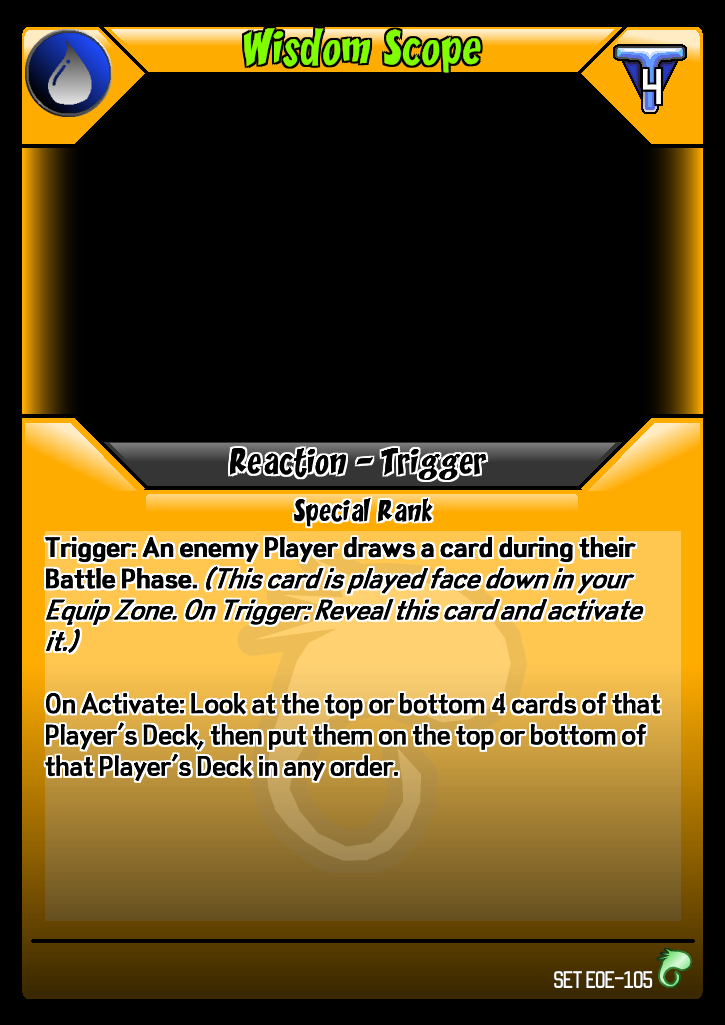 Wisdom Scope
4
Reaction - Trigger
Special Rank
Trigger: An enemy Player draws a card during their
Battle Phase. (This card is played face down in your
Equip Zone. On Trigger: Reveal this card and activate
it.)
On Activate: Look at the top or bottom 4 cards of that
Player's Deck, then put them on the top or bottom of
that Player's Deck in any order.
SET EOE-105